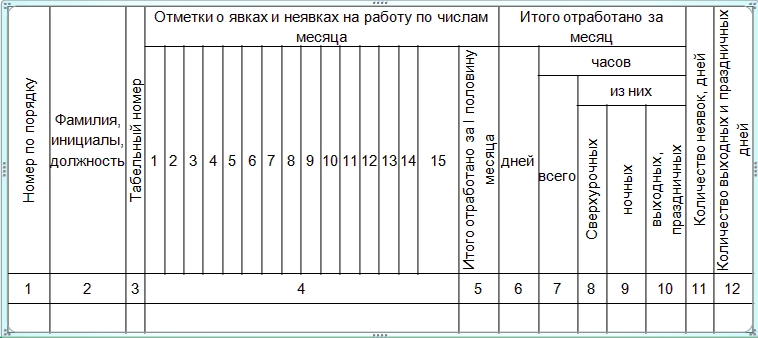 Отметки о явках и неявках на работу по числам
месяца
Итого отработано за
месяц
Номер по порядку
Фамилия,
инициалы,
должность
Табельный номер
1 2 3 4 5 6 7 8 9 10 11 12 13 14 15
Итого отработано за I половину
месяца
дней
часов
всего
из них
Сверхурочных
ночных
выходных,
праздничных
Количество неявок, дней
Количество выходных и праздничных
дней
1 2 3 4 5 6 7 8 9 10 11 12